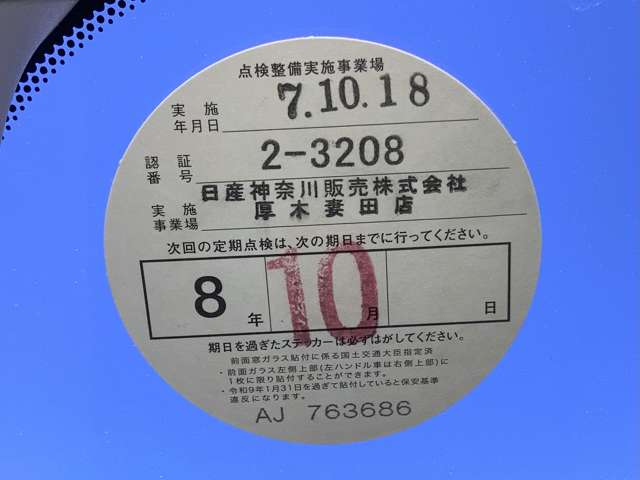 点検整備実施事業場
実施
年月日
7.10.18
認証
番号
2-3208
実施
事業場
日産神奈川販売株式会社
厚木妻田店
次回の定期点検は、次の期日までに行ってください。
8年 10月 日
期日を過ぎたステッカーは必ずはがしてください。
前面窓ガラス貼付に係る国土交通大臣指定済
・前面ガラス左側上部(左ハンドル車は右側上部)に
1枚に限り貼付することができます。
・令和9年1月31日を過ぎて貼付していると保安基準
違反になります。
AJ 763686